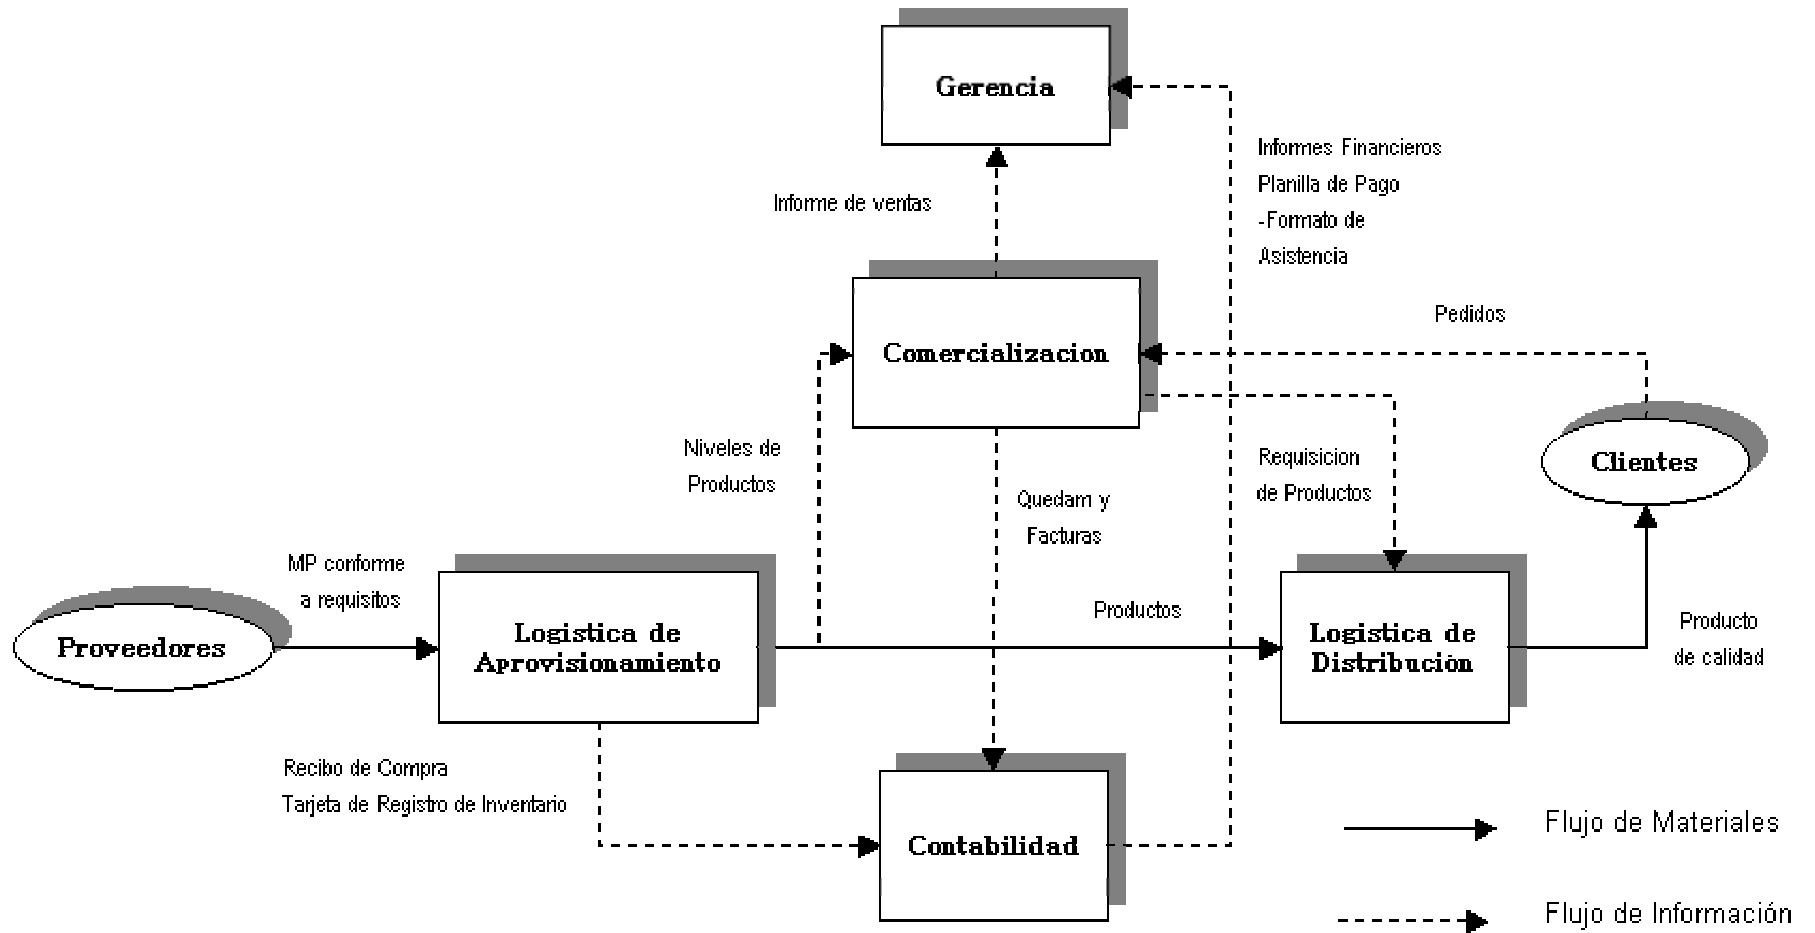 Gerencia
Informes Financieros
Planilla de Pago
-Formato de
Asistencia
Informe de ventas
Pedidos
Comercializacion
Niveles de
Productos
Requisicion
de Productos
Clientes
Quedam y
Facturas
MP conforme
a requisitos
Productos
Proveedores
Logistica de
Aprovisionamiento
Logistica de
Distribución
Producto
de calidad
Recibo de Compra
Tarjeta de Registro de Inventario
Contabilidad
Flujo de Materiales
Flujo de Información